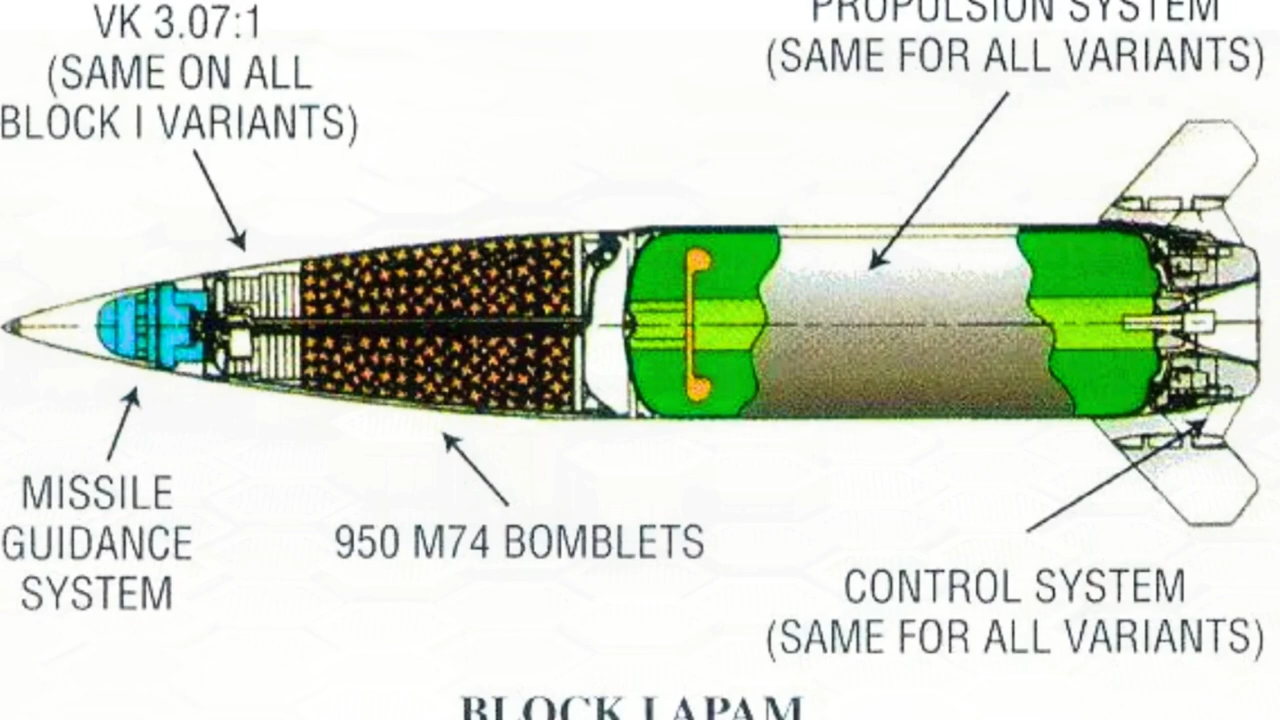 VK 3.07:1
(SAME ON ALL
BLOCK I VARIANTS)
PROPULSION SYSTEM
(SAME FOR ALL VARIANTS)
MISSILE
GUIDANCE
SYSTEM
950 M74 BOMBLETS
CONTROL SYSTEM
(SAME FOR ALL VARIANTS)
BLOCK I APAM